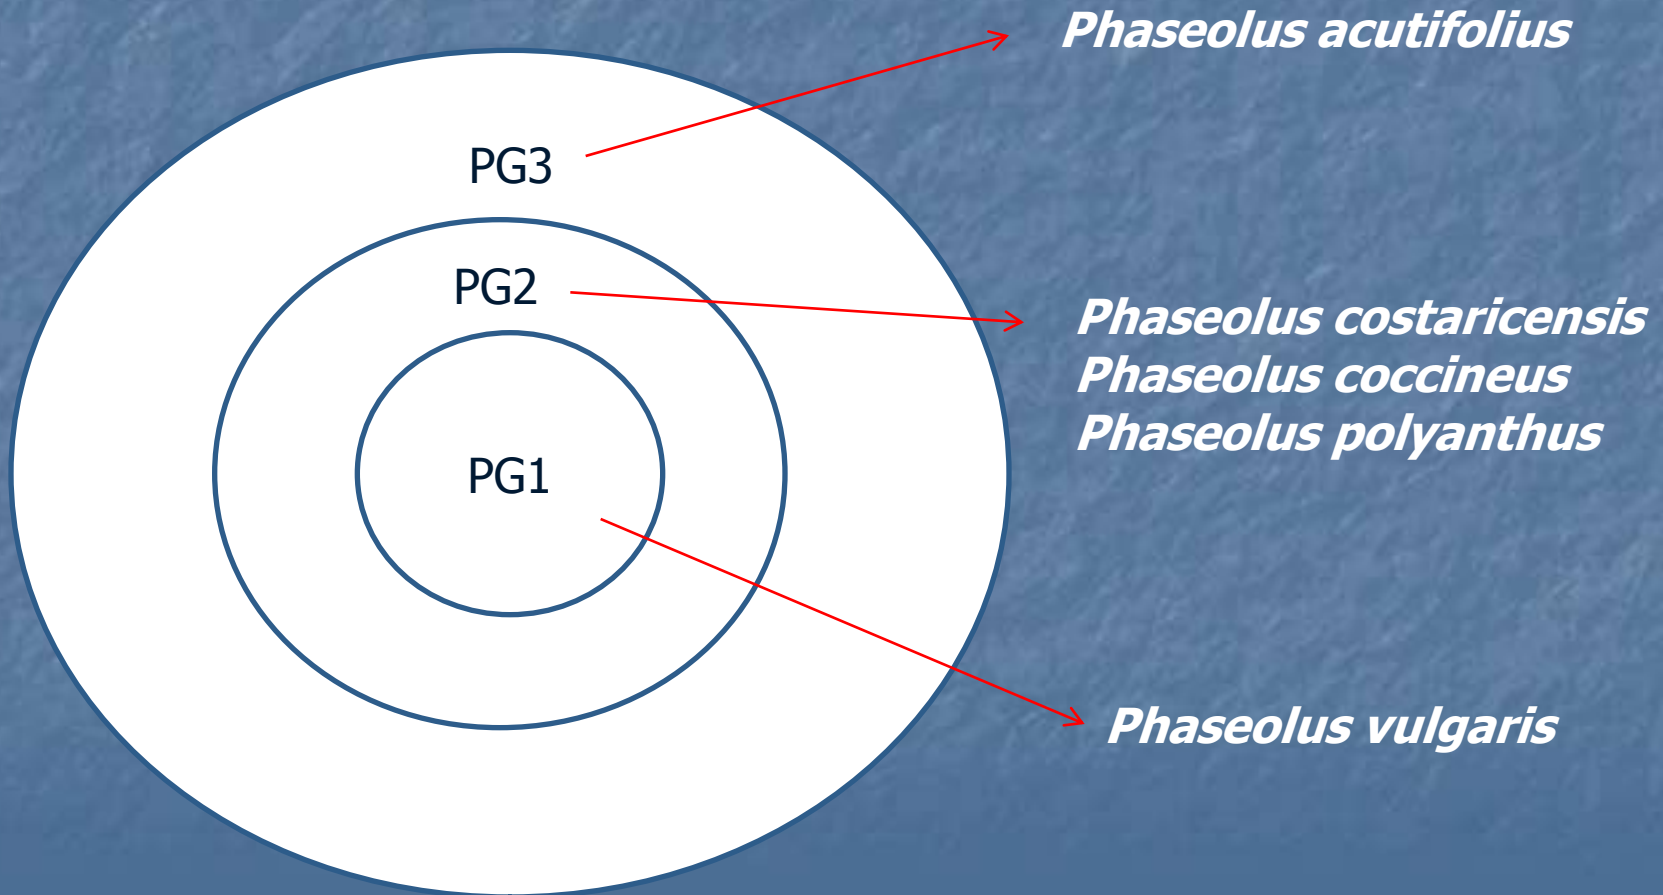 Phaseolus acutifolius
PG3
PG2
Phaseolus costaricensis
Phaseolus coccineus
Phaseolus polyanthus
PG1
Phaseolus vulgaris